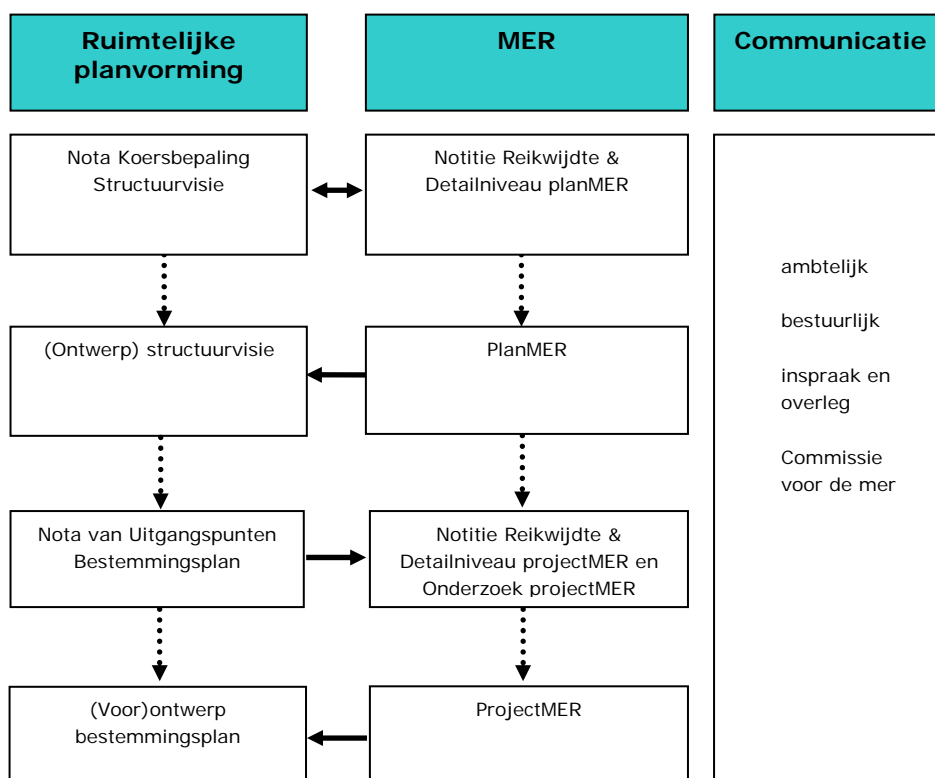 Ruimtelijke
planvorming
MER
Communicatie
Nota Koersbepaling
Structuurvisie
Notitie Reikwijdte &
Detailniveau planMER
(Ontwerp) structuurvisie
PlanMER
Nota van Uitgangspunten
Bestemmingsplan
Notitie Reikwijdte &
Detailniveau projectMER en
Onderzoek projectMER
(Voor)ontwerp
bestemmingsplan
ProjectMER
ambtelijk
bestuurlijk
inspraak en
overleg
Commissie
voor de mer